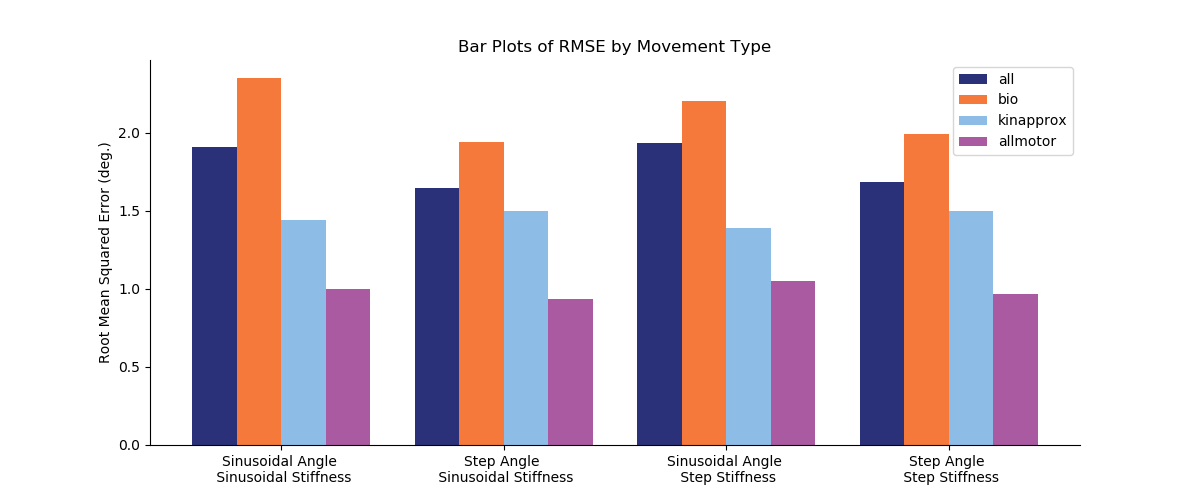 Bar Plots of RMSE by Movement Type
all
bio
kinapprox
allmotor
Root Mean Squared Error (deg.)
2.0
1.5
1.0
0.5
0.0
Sinusoidal Angle
Sinusoidal Stiffness
Step Angle
Sinusoidal Stiffness
Sinusoidal Angle
Step Stiffness
Step Angle
Step Stiffness